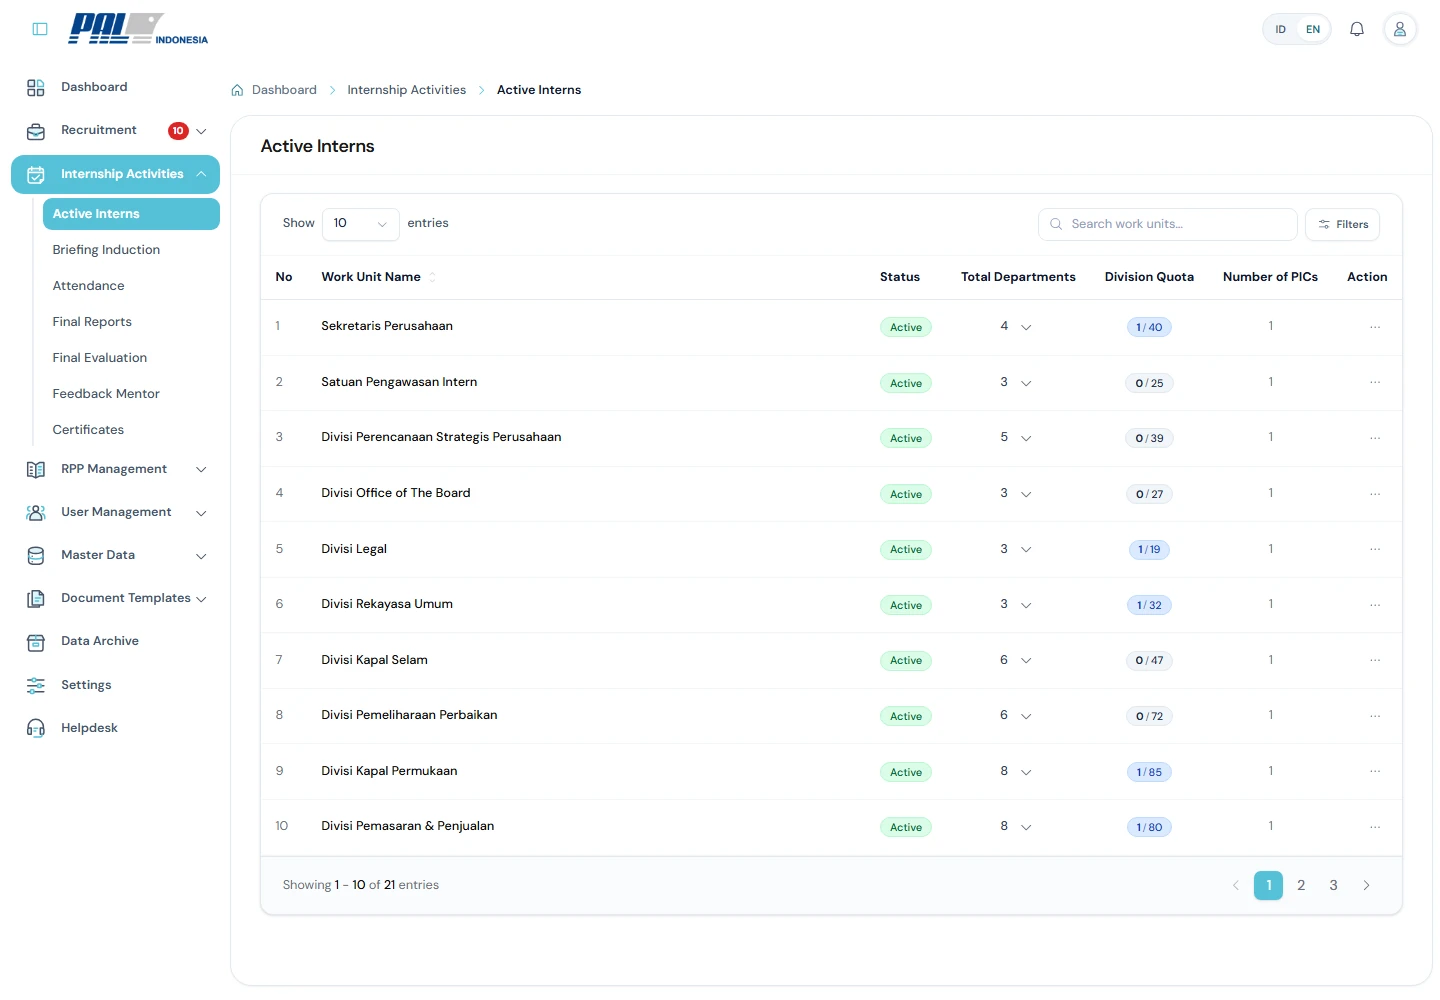 PAL INDONESIA
ID EN
Dashboard
Recruitment 10
Internship Activities
Active Interns
Briefing Induction
Attendance
Final Reports
Final Evaluation
Feedback Mentor
Certificates
RPP Management
User Management
Master Data
Document Templates
Data Archive
Settings
Helpdesk
Dashboard > Internship Activities > Active Interns
Active Interns
Show 10 entries
Search work units...
Filters
No Work Unit Name Status Total Departments Division Quota Number of PICs Action
1 Sekretaris Perusahaan Active 4 1 / 40 1 ...
2 Satuan Pengawasan Intern Active 3 0 / 25 1 ...
3 Divisi Perencanaan Strategis Perusahaan Active 5 0 / 39 1 ...
4 Divisi Office of The Board Active 3 0 / 27 1 ...
5 Divisi Legal Active 3 1 / 19 1 ...
6 Divisi Rekayasa Umum Active 3 1 / 32 1 ...
7 Divisi Kapal Selam Active 6 0 / 47 1 ...
8 Divisi Pemeliharaan Perbaikan Active 6 0 / 72 1 ...
9 Divisi Kapal Permukaan Active 8 1 / 85 1 ...
10 Divisi Pemasaran & Penjualan Active 8 1 / 80 1 ...
Showing 1 - 10 of 21 entries
< 1 2 3 >